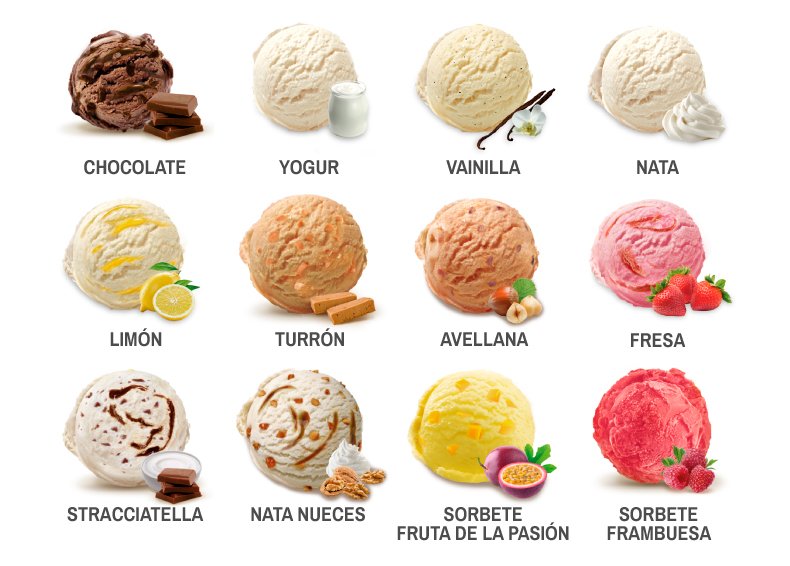 CHOCOLATE
YOGUR
VAINILLA
NATA
LIMÓN
TURRÓN
AVELLANA
FRESA
STRACCIATELLA
NATA NUECES
SORBETE
FRUTA DE LA PASIÓN
SORBETE
FRAMBUESA